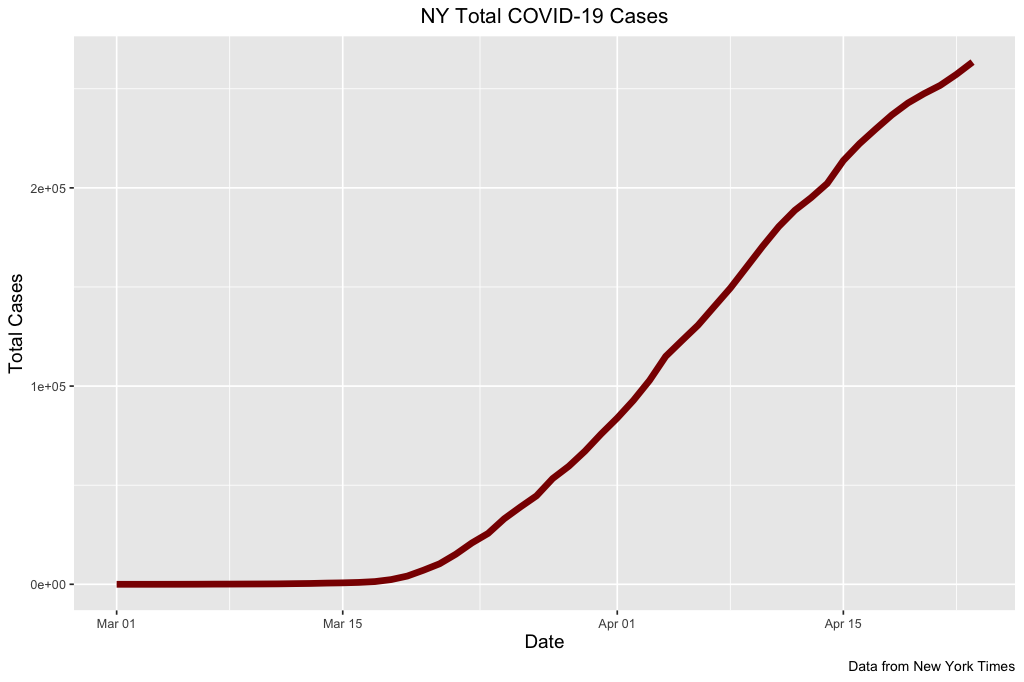 NY Total COVID-19 Cases
Total Cases
2e+05
1e+05
0e+00
Mar 01
Mar 15
Apr 01
Apr 15
Date
Data from New York Times